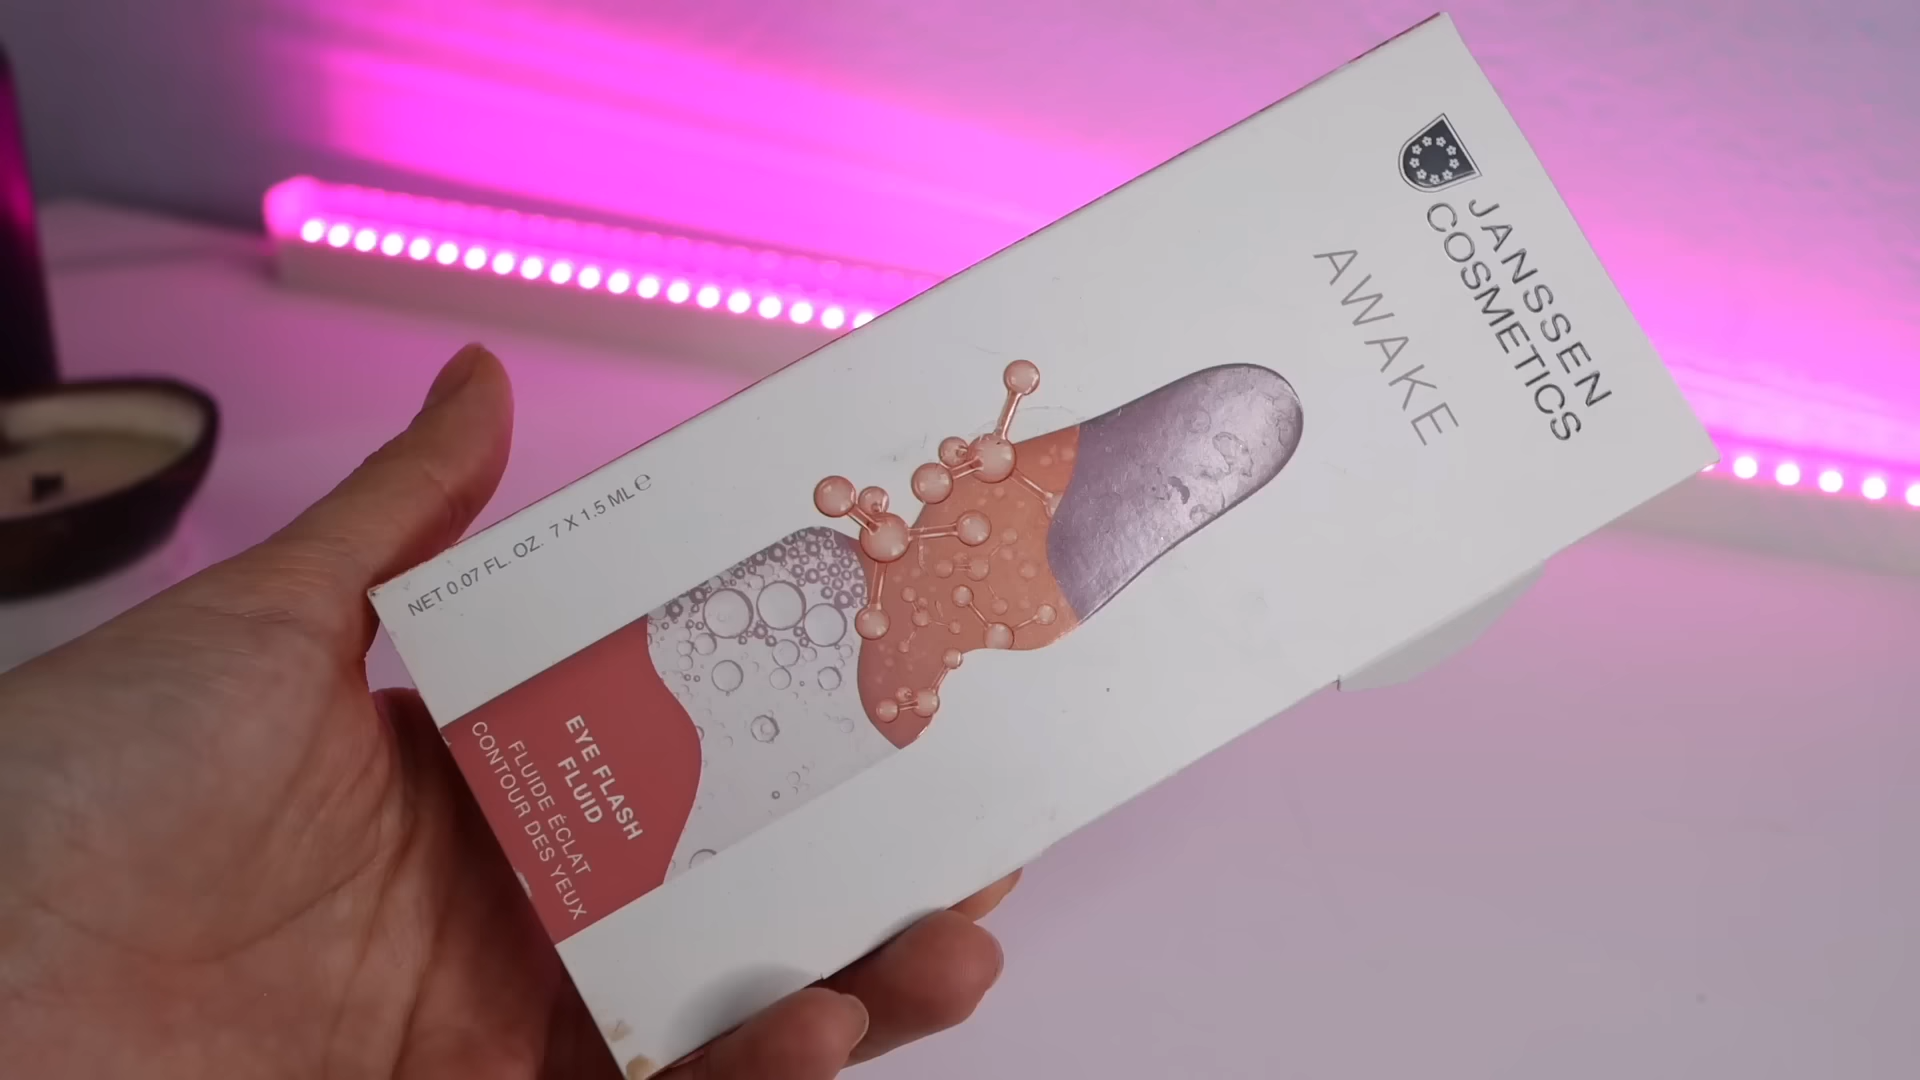 JANSSEN
COSMETICS
AWAKE
NET 0.07 FL. OZ. 7 X 1.5 ML ℮
EYE FLASH
FLUID
FLUIDE ÉCLAT
CONTOUR DES YEUX